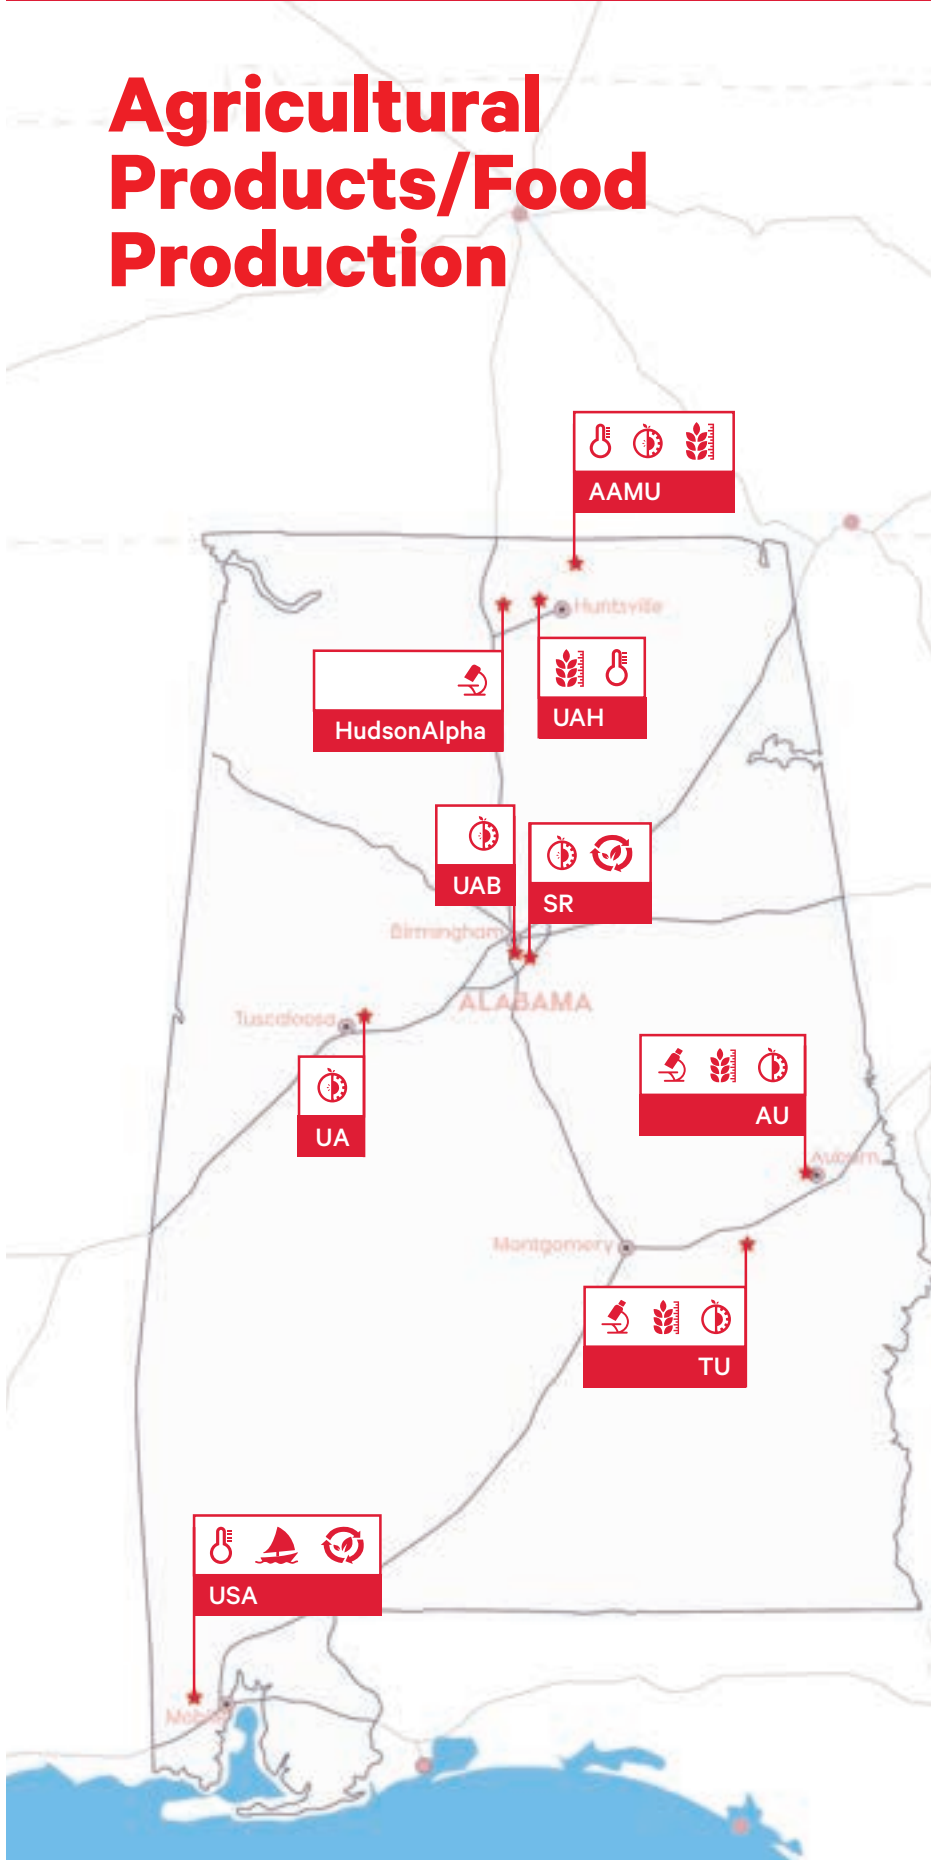 Agricultural
Products/Food
Production
AAMU
Huntsville
HudsonAlpha
UAH
UAB
SR
Birmingham
ALABAMA
Tuscaloosa
UA
AU
Auburn
Montgomery
TU
USA
Mobile